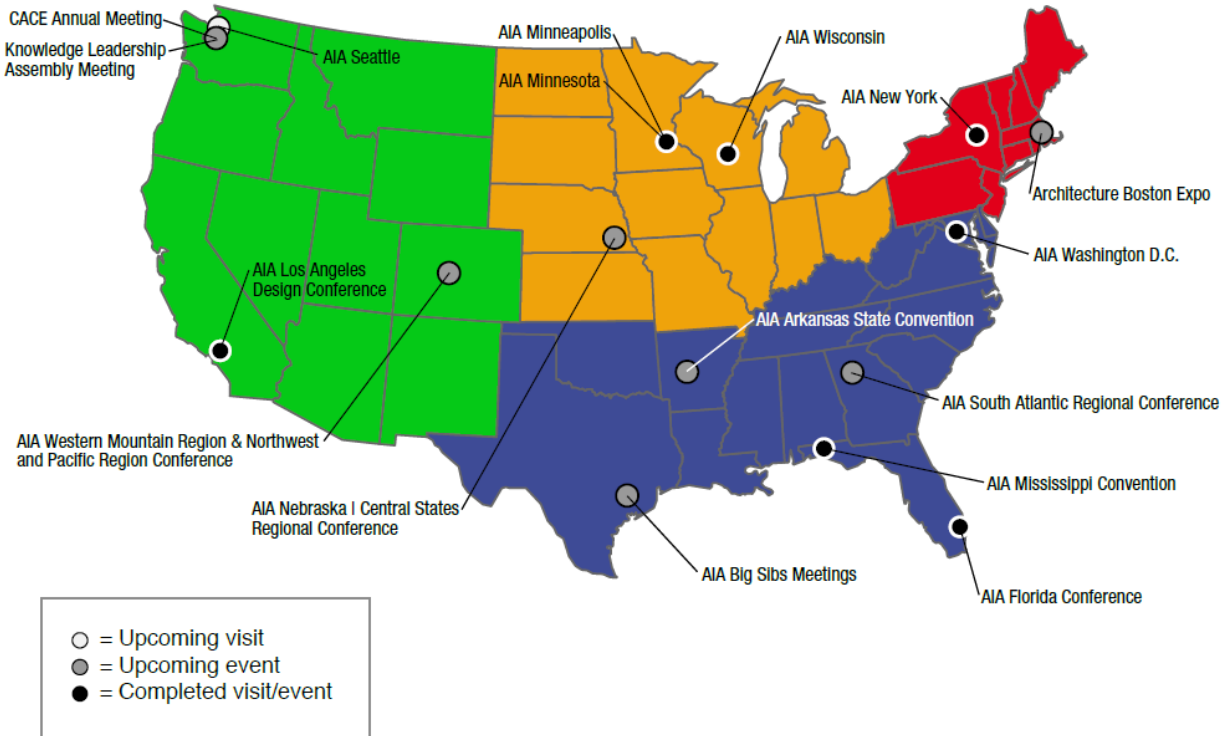 CACE Annual Meeting
Knowledge Leadership
Assembly Meeting
AIA Seattle
AIA Minneapolis
AIA Minnesota
AIA Wisconsin
AIA New York
Architecture Boston Expo
AIA Washington D.C.
AIA Los Angeles
Design Conference
AIA Arkansas State Convention
AIA South Atlantic Regional Conference
AIA Western Mountain Region & Northwest
and Pacific Region Conference
AIA Nebraska | Central States
Regional Conference
AIA Mississippi Convention
AIA Big Sibs Meetings
AIA Florida Conference
= Upcoming visit
= Upcoming event
= Completed visit/event